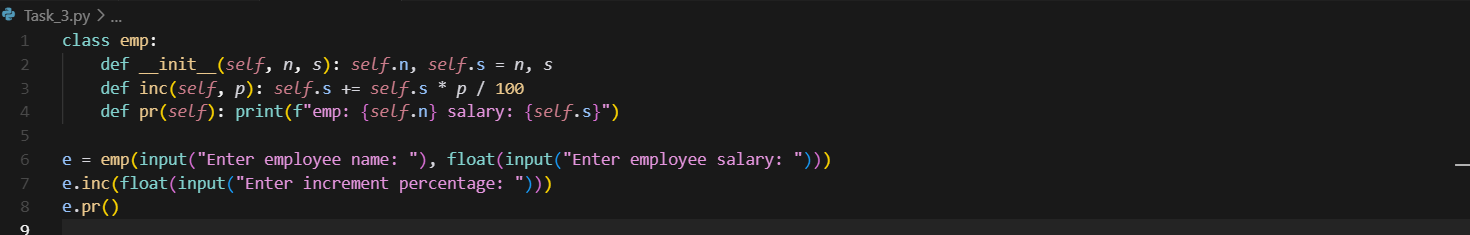 Task_3.py > ...
1 class emp:
2     def __init__(self, n, s): self.n, self.s = n, s
3     def inc(self, p): self.s += self.s * p / 100
4     def pr(self): print(f"emp: {self.n} salary: {self.s}")
5
6 e = emp(input("Enter employee name: "), float(input("Enter employee salary: ")))
7 e.inc(float(input("Enter increment percentage: ")))
8 e.pr()
9